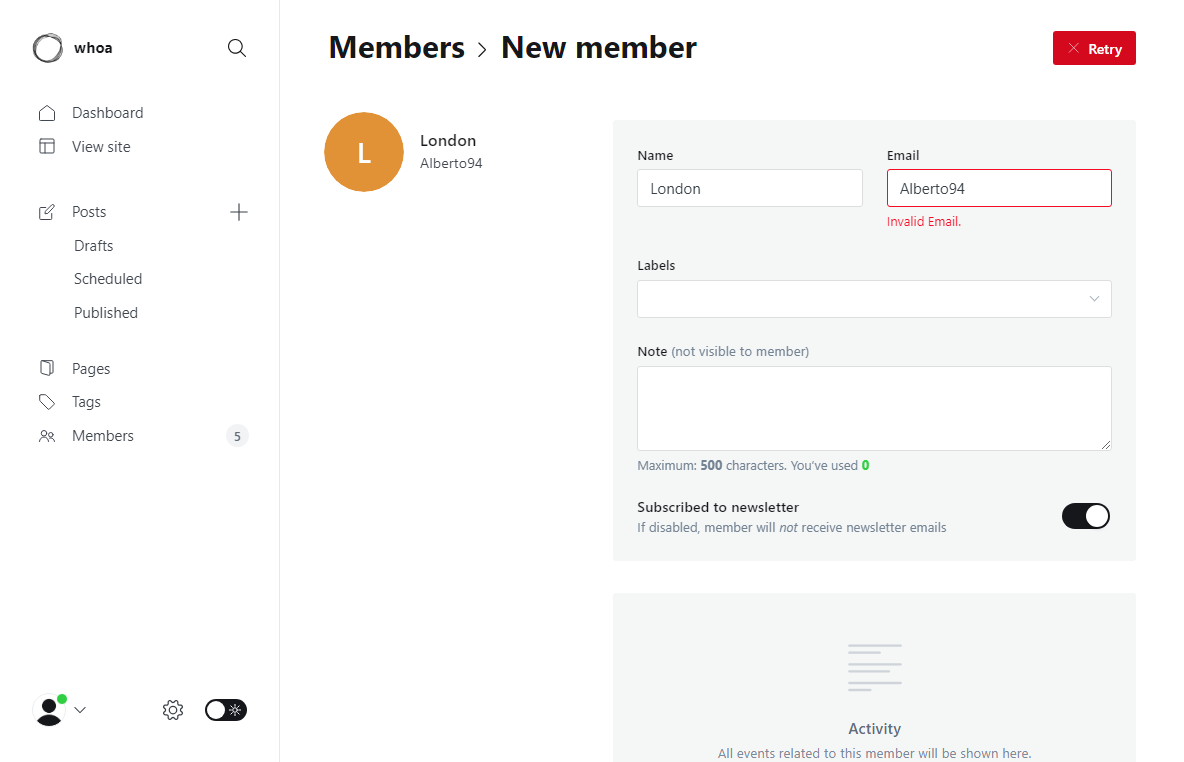 whoa
Dashboard
View site
Posts
Drafts
Scheduled
Published
Pages
Tags
Members 5
Members > New member
Retry
L
London
Alberto94
Name
London
Email
Alberto94
Invalid Email.
Labels
Note (not visible to member)
Maximum: 500 characters. You've used 0
Subscribed to newsletter
If disabled, member will not receive newsletter emails
Activity
All events related to this member will be shown here.